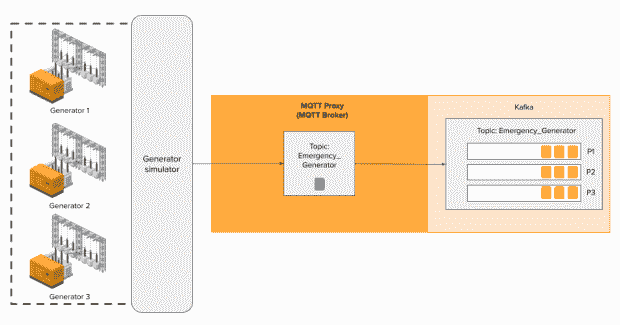 Generator 1
Generator 2
Generator 3
Generator
simulator
MQTT Proxy
(MQTT Broker)
Topic:
Emergency_
Generator
Kafka
Topic: Emergency_Generator
P1
P2
P3